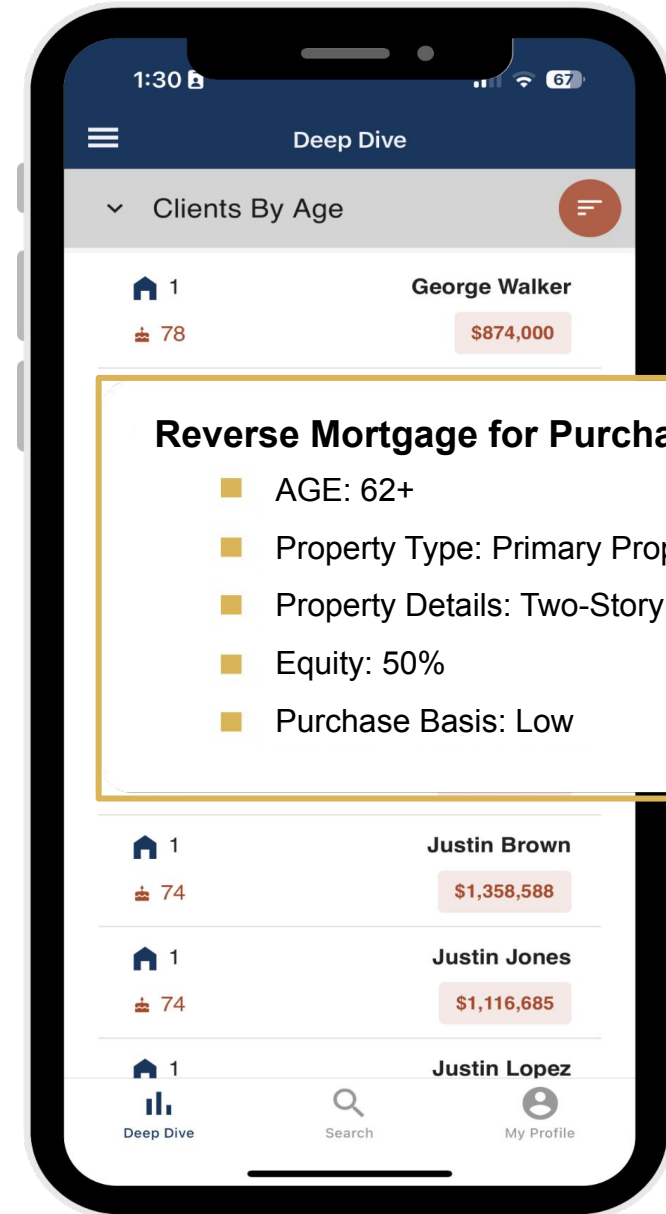 1:30
67
Deep Dive
Clients By Age
1
George Walker
78
$874,000
Reverse Mortgage for Purcha
AGE: 62+
Property Type: Primary Prop
Property Details: Two-Story
Equity: 50%
Purchase Basis: Low
1
Justin Brown
74
$1,358,588
1
Justin Jones
74
$1,116,685
1
Justin Lopez
Deep Dive
Search
My Profile